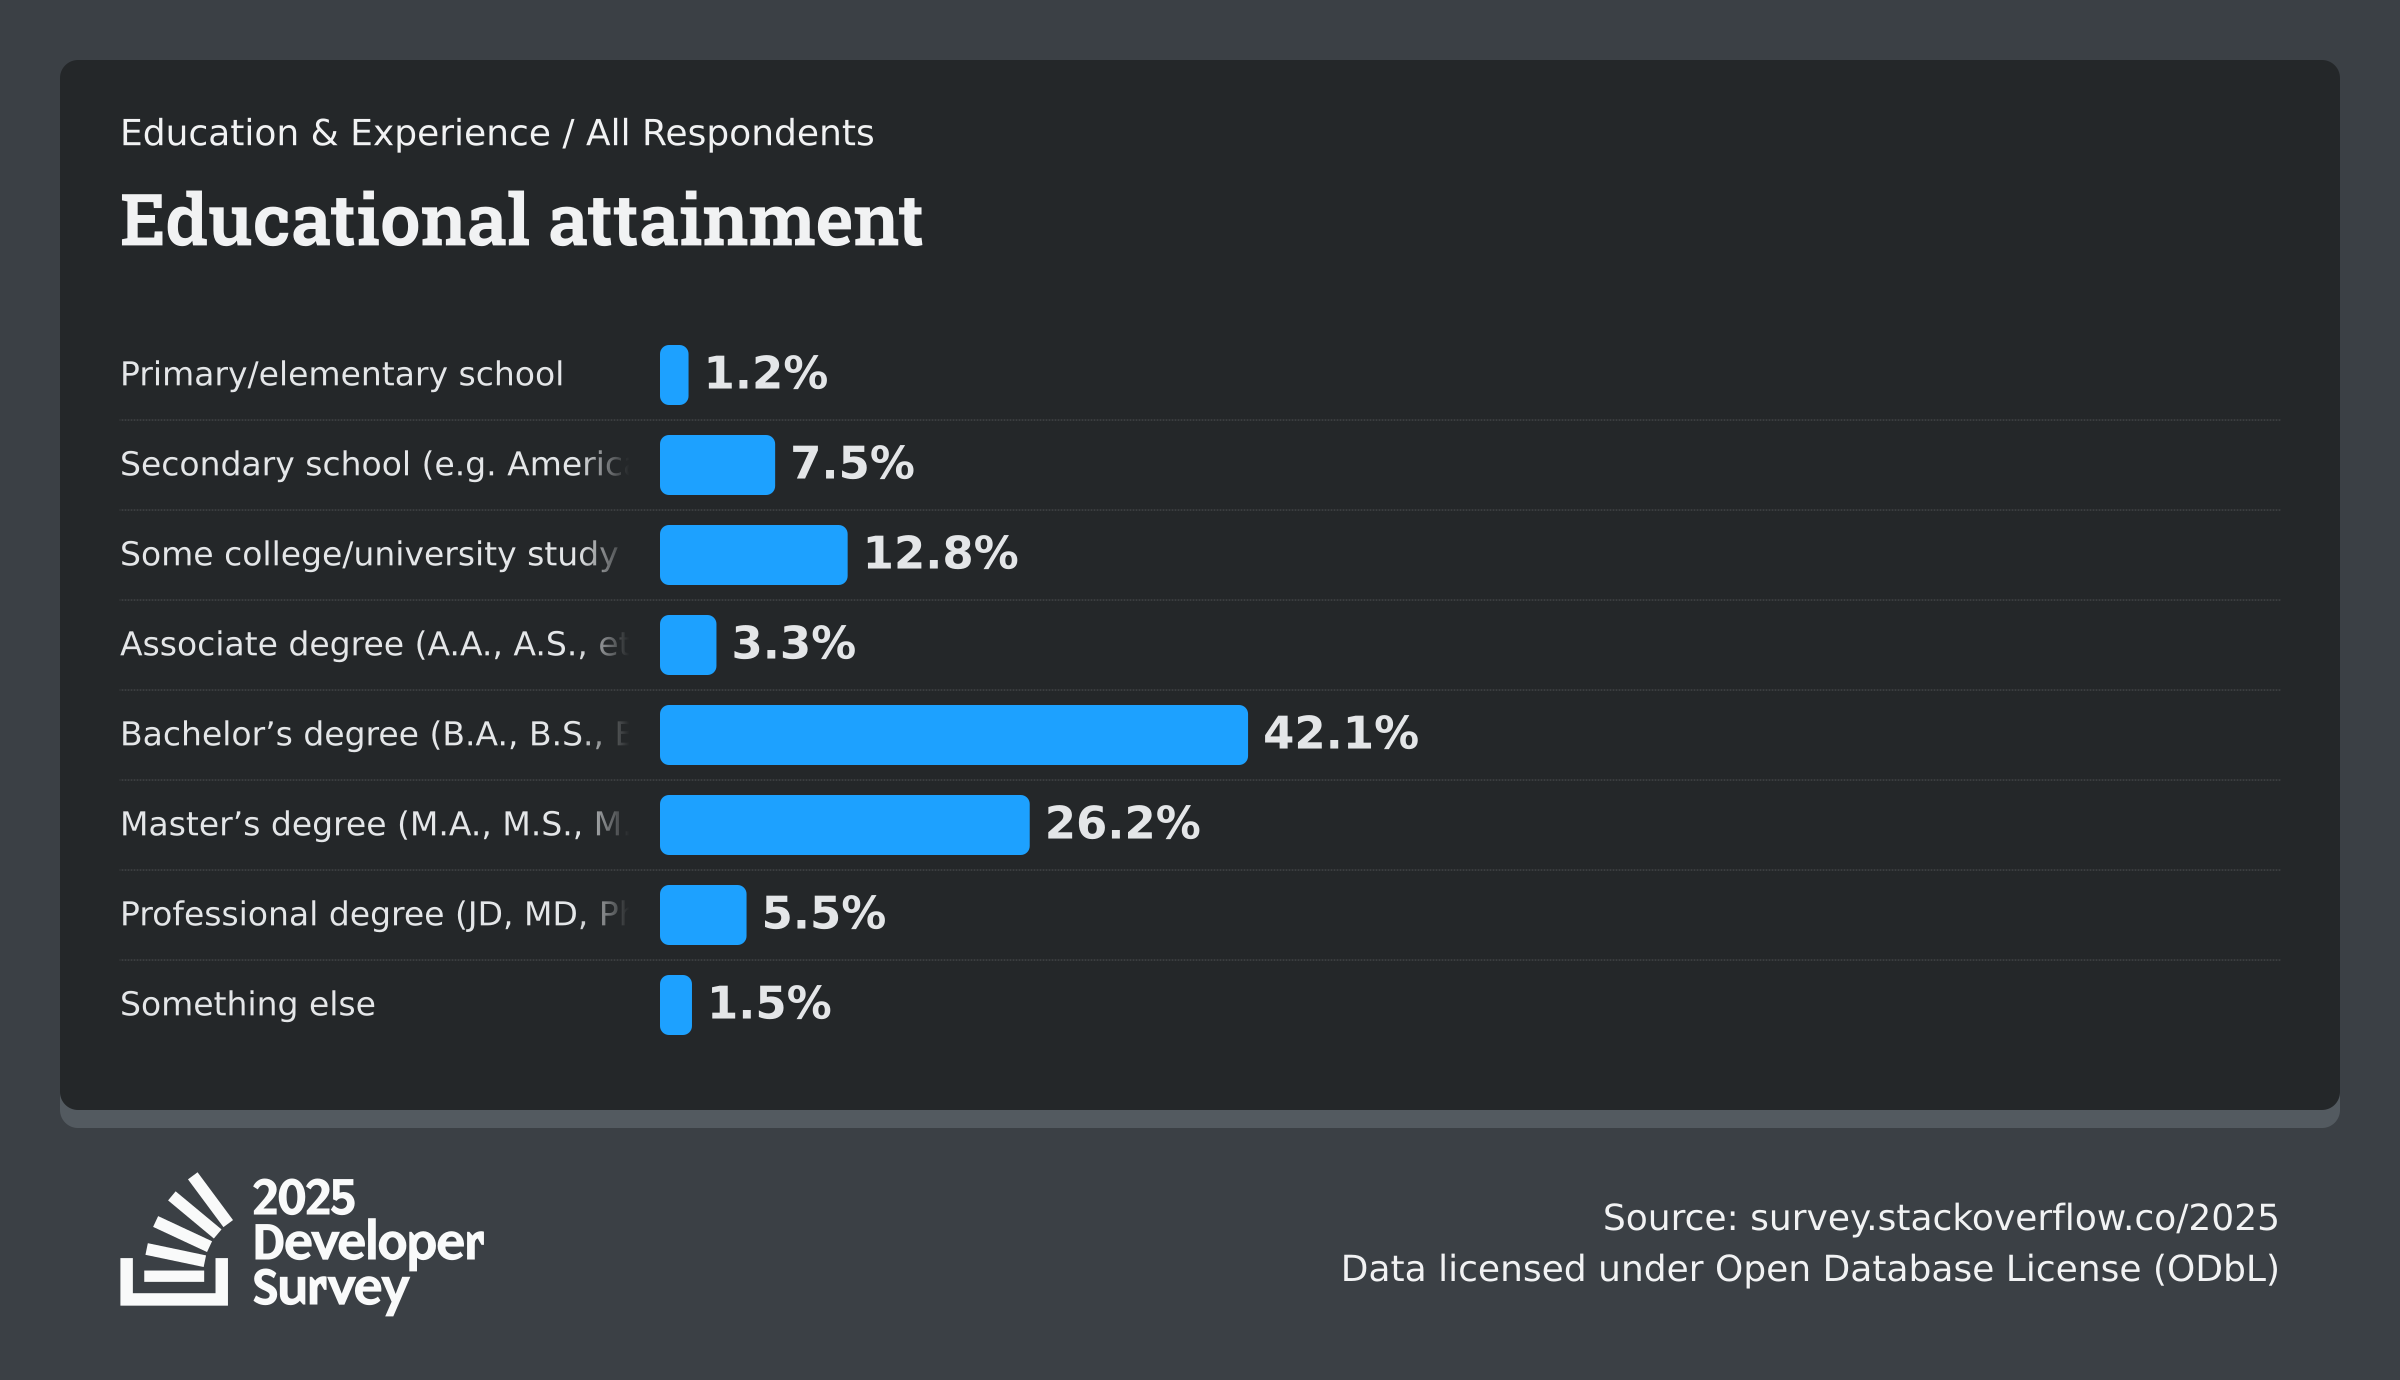 Education & Experience / All Respondents
Educational attainment
Primary/elementary school 1.2%
Secondary school (e.g. Americ 7.5%
Some college/university study 12.8%
Associate degree (A.A., A.S., et 3.3%
Bachelor’s degree (B.A., B.S., 42.1%
Master’s degree (M.A., M.S., M. 26.2%
Professional degree (JD, MD, Ph 5.5%
Something else 1.5%
2025
Developer
Survey
Source: survey.stackoverflow.co/2025
Data licensed under Open Database License (ODbL)